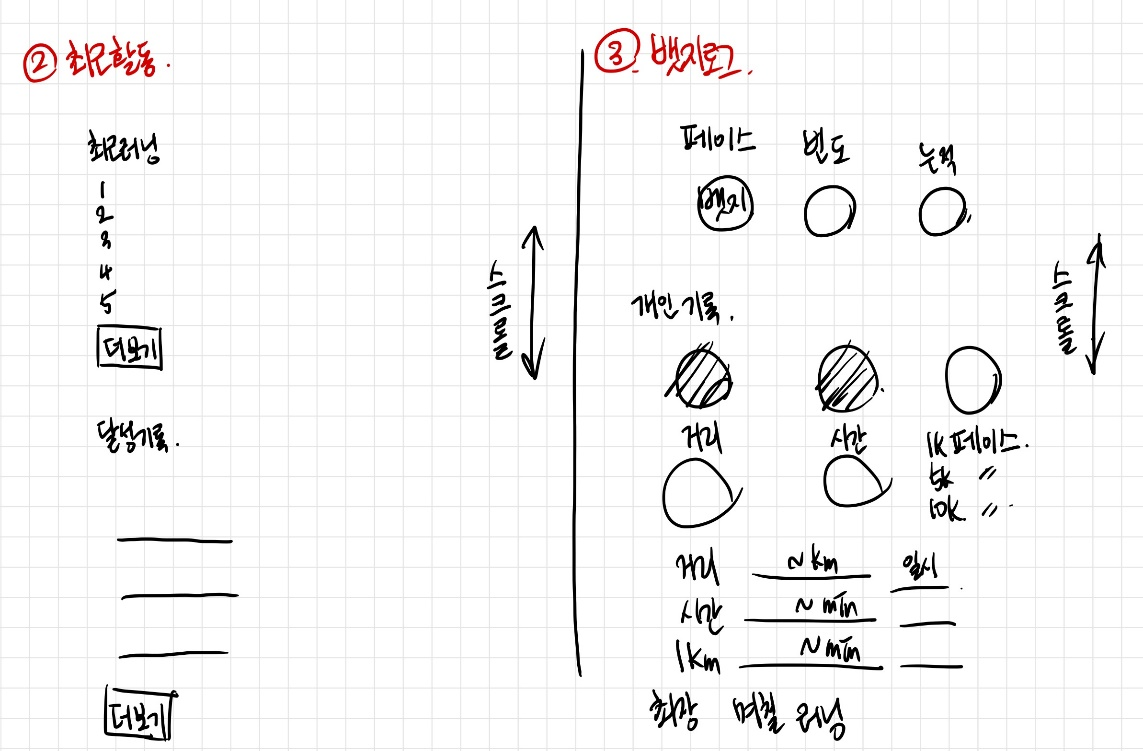 ② 최근활동.
최근러닝
1
2
3
4
5
더보기
달성기록.
더보기
스크롤
③ 뱃지로그.
페이스 빈도 누적
뱃지
개인기록.
거리 시간 1K 페이스.
5k 〃
10K 〃
거리 ~ km 일시
시간 ~ min
1km ~ min
최장 며칠 러닝
스크롤